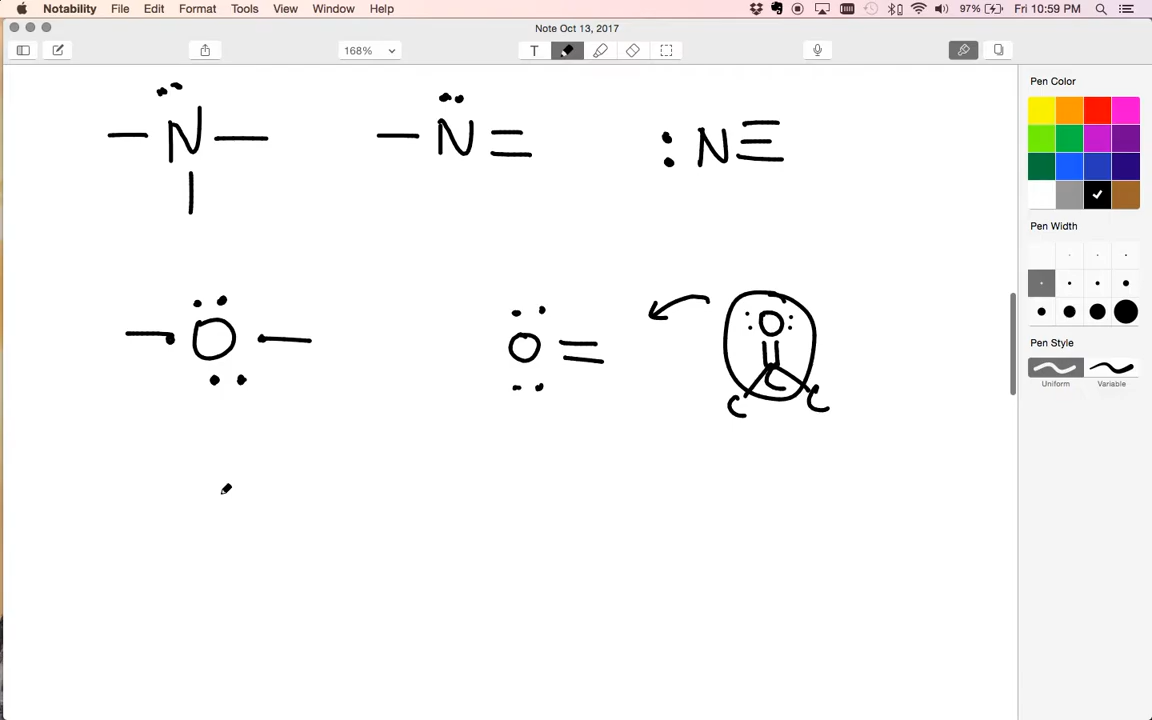 Notability File Edit Format Tools View Window Help 97% Fri 10:59 PM
Note Oct 13, 2017
T 168%
Pen Color
N N N
Pen Width
O O O
C
C C
Pen Style
Uniform Variable